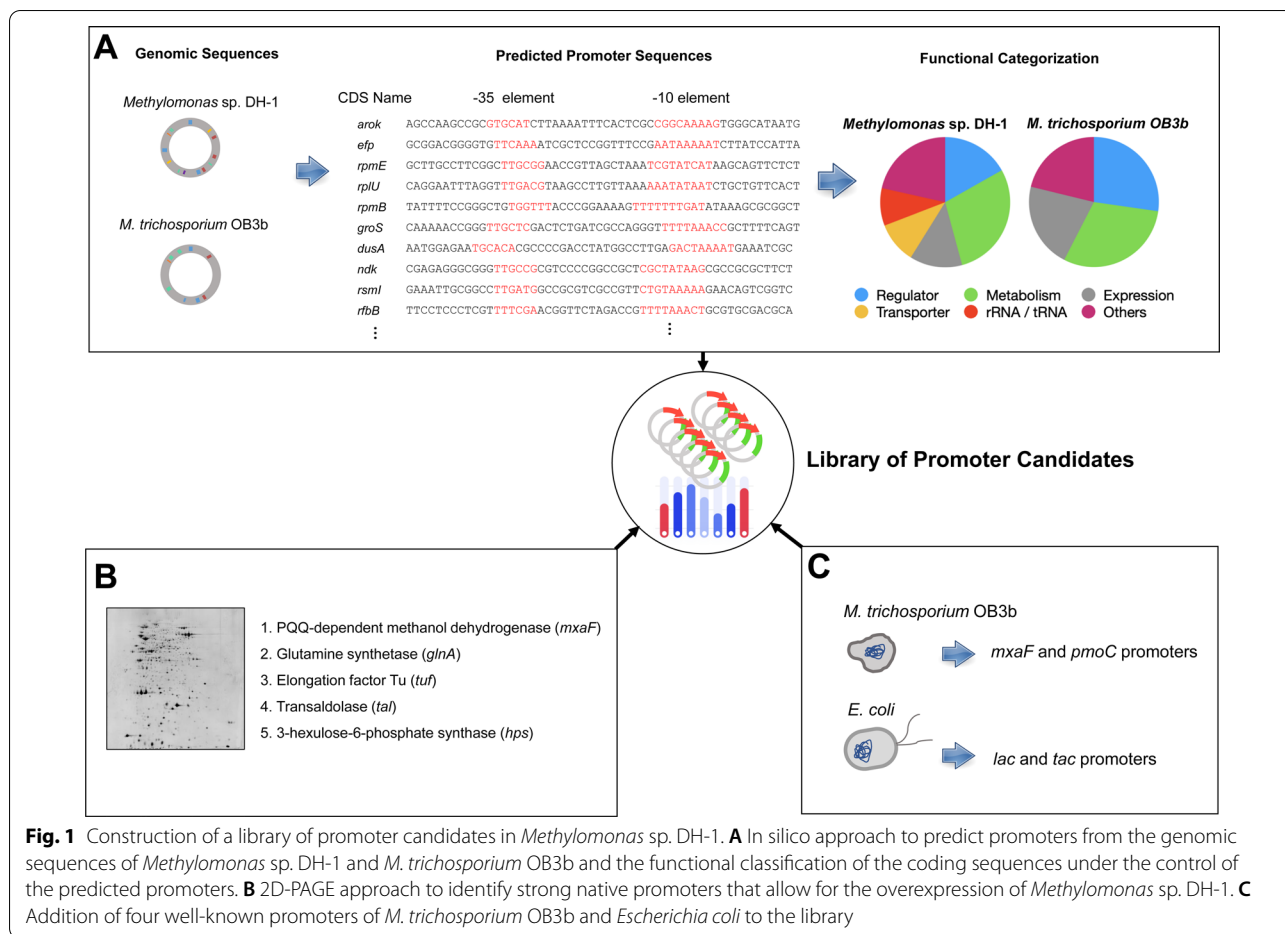 A
Genomic Sequences
Predicted Promoter Sequences
Functional Categorization
Methylomonas sp. DH-1
M. trichosporium OB3b
CDS Name -35 element -10 element
arok AGCCAAGCCGCGTGCATCTTAAAATTTCACTCGCCGGCAAAAGTGGGCATAATG
efp GCGGACGGGGTGTTCAAAATCGCTCCGGTTTCCGAATAAAAATCTTATCCATTA
rpmE GCTTGCCTTCGGCTTGCGGAACCGTTAGCTAAATCGTATCATAAGCAGTTCTCT
rplU CAGGAATTTAGGTTTGACGTAAGCCTTGTTAAAAAATATAATCTGCTGTTCACT
rpmB TATTTTCCGGGCTGTGGTTTACCCGGAAAAGTTTTTTTGATATAAAGCGCGGCT
groS CAAAAACCGGGTTGCTCGACTCTGATCGCCAGGGTTTTTAAACCGCTTTTCAGT
dusA AATGGAGAATGCACACGCCCCGACCTATGGCCTTGAGACTAAAATGAAATCGC
ndk CGAGAGGGCGGGTTGCCGCGTCCCCGGCCGCTCGCTATAAGCGCCGCGCTTCT
rsmI GAAATTGCGGCCTTGATGGCCGCGTCGCCGTTCTGTAAAAAGAACAGTCGGTC
rfbB TTCCTCCCTCGTTTTCGAACGGTTCTAGACCGTTTTTAAACTGCGTGCGACGCA
Methylomonas sp. DH-1
M. trichosporium OB3b
Regulator Metabolism Expression
Transporter rRNA / tRNA Others
Library of Promoter Candidates
B
1. PQQ-dependent methanol dehydrogenase (mxaF)
2. Glutamine synthetase (glnA)
3. Elongation factor Tu (tuf)
4. Transaldolase (tal)
5. 3-hexulose-6-phosphate synthase (hps)
C
M. trichosporium OB3b
mxaF and pmoC promoters
E. coli
lac and tac promoters
Fig. 1 Construction of a library of promoter candidates in Methylomonas sp. DH-1. A In silico approach to predict promoters from the genomic
sequences of Methylomonas sp. DH-1 and M. trichosporium OB3b and the functional classification of the coding sequences under the control of
the predicted promoters. B 2D-PAGE approach to identify strong native promoters that allow for the overexpression of Methylomonas sp. DH-1. C
Addition of four well-known promoters of M. trichosporium OB3b and Escherichia coli to the library